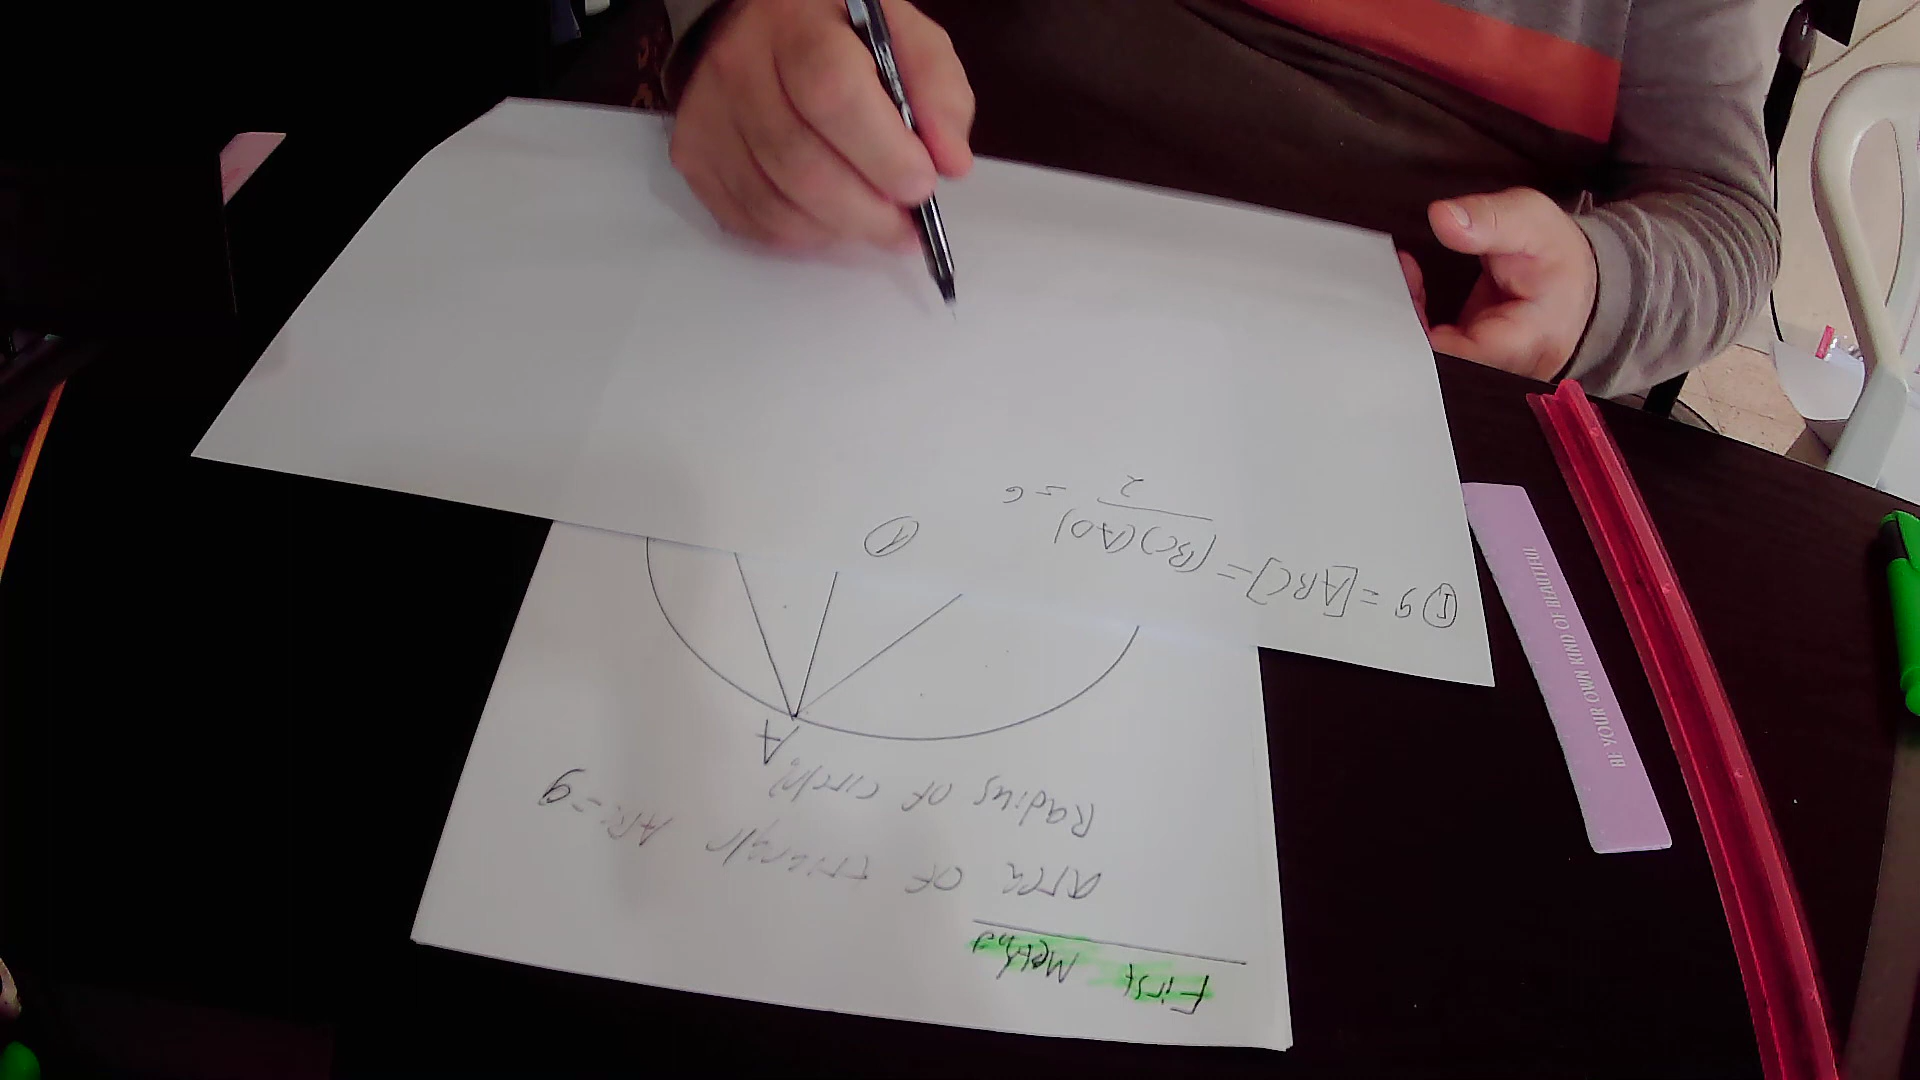 First Method
area of triangle ABC=9
Radius of circle
A
①
① 9=[ABC]=(BC)(AD)
2
= 6
BE YOUR OWN KIND OF BEAUTIFUL